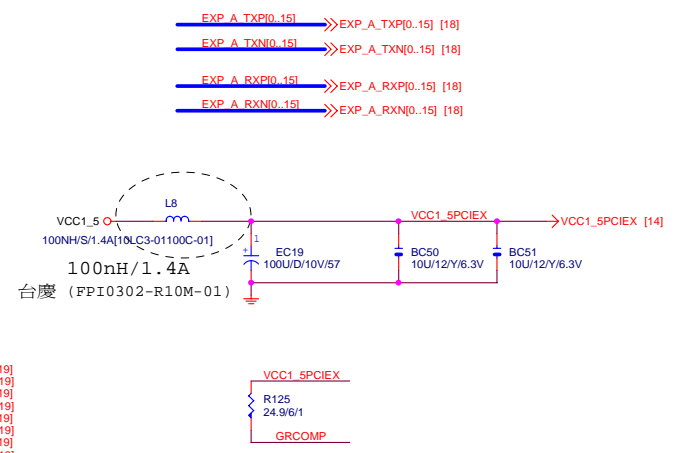 EXP_A_TXP[0..15] EXP_A_TXP[0..15] [18]
EXP_A_TXN[0..15] EXP_A_TXN[0..15] [18]
EXP_A_RXP[0..15] EXP_A_RXP[0..15] [18]
EXP_A_RXN[0..15] EXP_A_RXN[0..15] [18]
L8
VCC1_5 VCC1_5PCIEX VCC1_5PCIEX [14]
100NH/S/1.4A[10LC3-01100C-01]
1
+
EC19
100U/D/10V/57
BC50
10U/12/Y/6.3V
BC51
10U/12/Y/6.3V
100nH/1.4A
台慶 (FPI0302-R10M-01)
19]
19]
19]
19]
19]
19]
19]
VCC1_5PCIEX
R125
24.9/6/1
GRCOMP